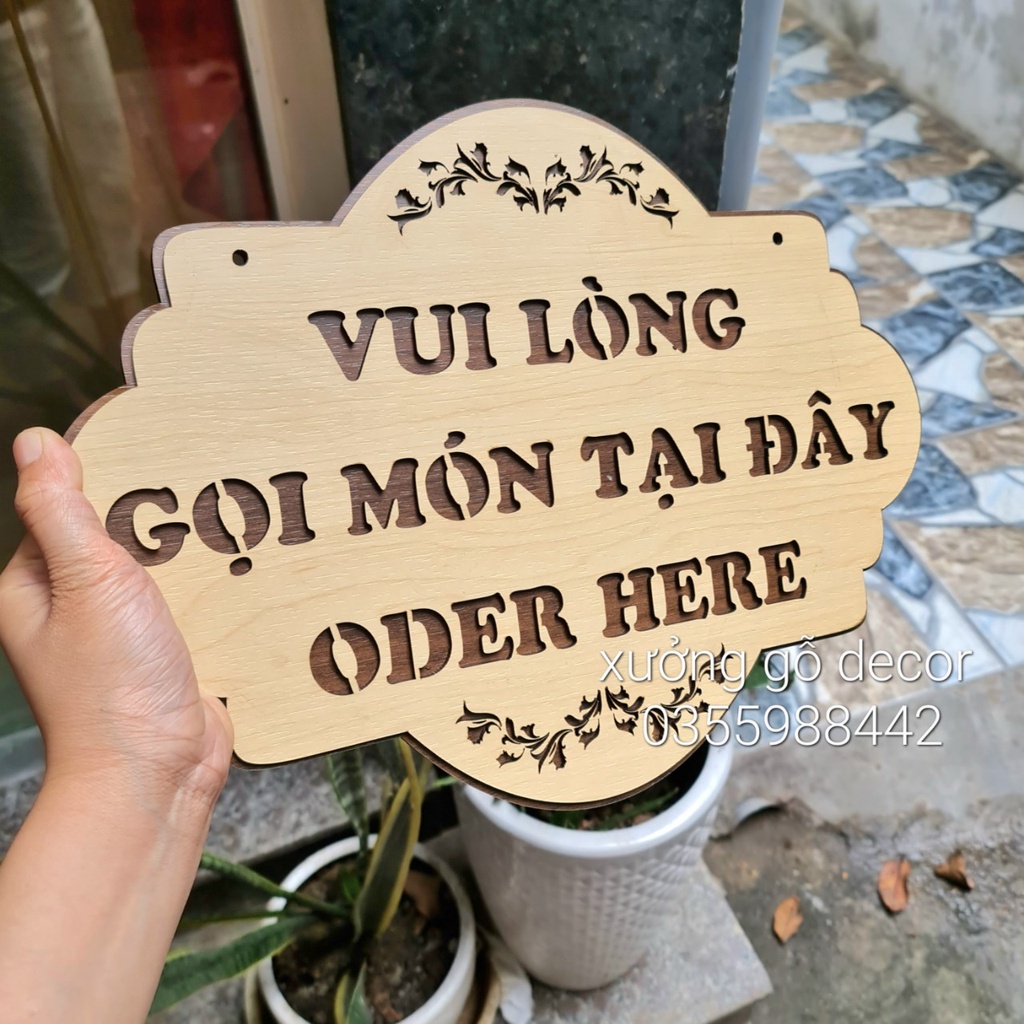 VUI LÒNG
GỌI MÓN TẠI ĐÂY
ODER HERE
xưởng gỗ decor
0355988442